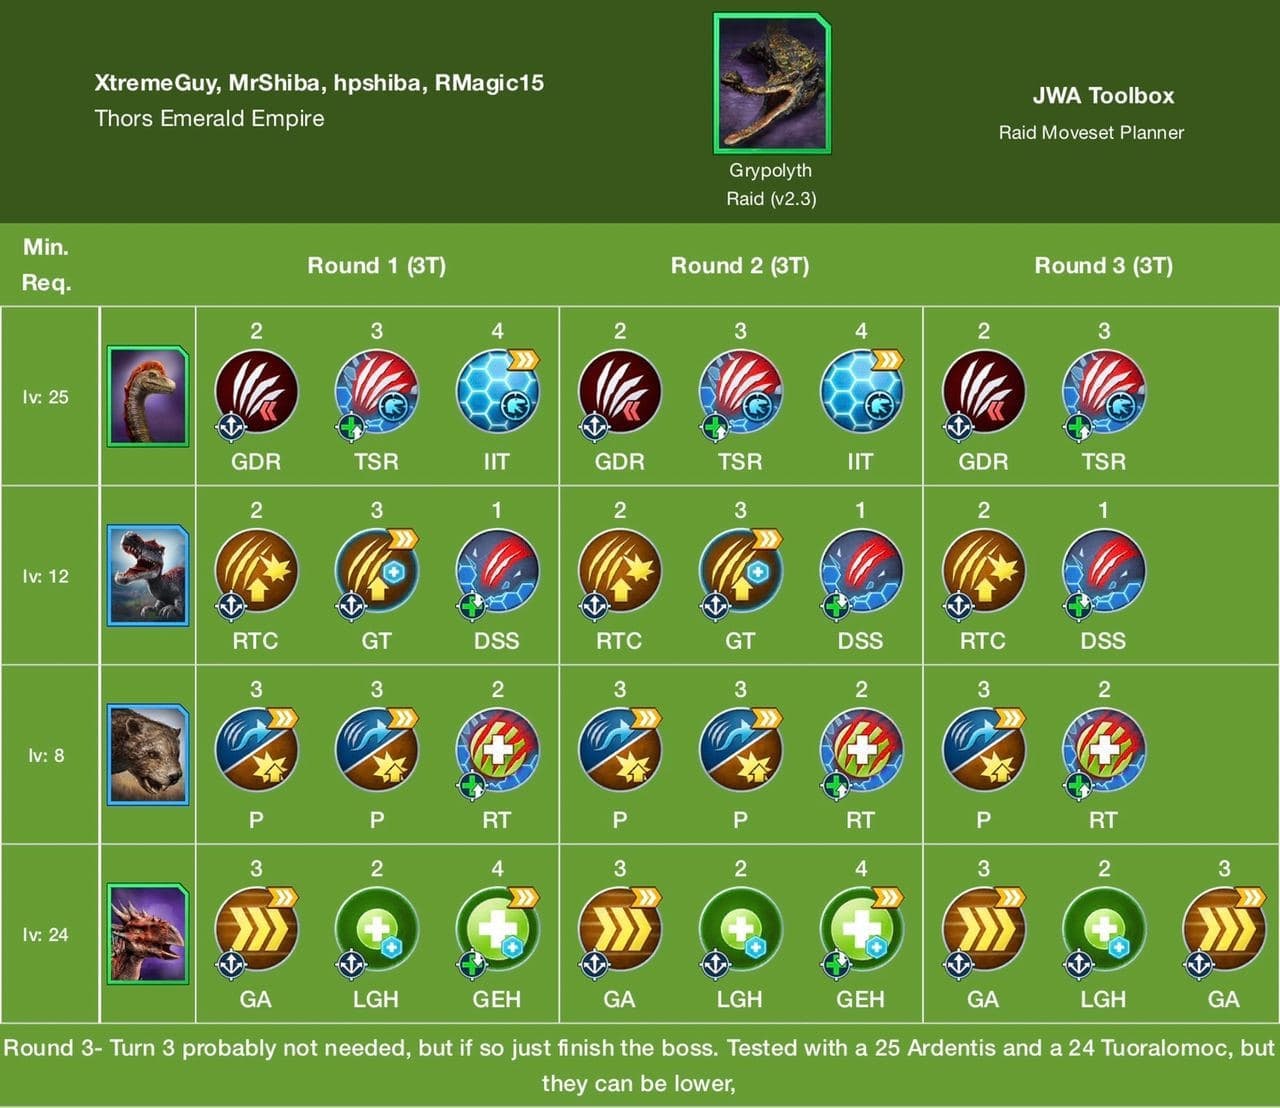 XtremeGuy, MrShiba, hpshiba, RMagic15
Thors Emerald Empire
Grypolyth
Raid (v2.3)
JWA Toolbox
Raid Moveset Planner
Min.
Req.
Round 1 (3T)
Round 2 (3T)
Round 3 (3T)
lv: 25
2 3 4 2 3 4 2 3
GDR TSR IIT GDR TSR IIT GDR TSR
lv: 12
2 3 1 2 3 1 2 1
RTC GT DSS RTC GT DSS RTC DSS
lv: 8
3 3 2 3 3 2 3 2
P P RT P P RT P RT
lv: 24
3 2 4 3 2 4 3 2 3
GA LGH GEH GA LGH GEH GA LGH GA
Round 3- Turn 3 probably not needed, but if so just finish the boss. Tested with a 25 Ardentis and a 24 Tuoralomoc, but
they can be lower,